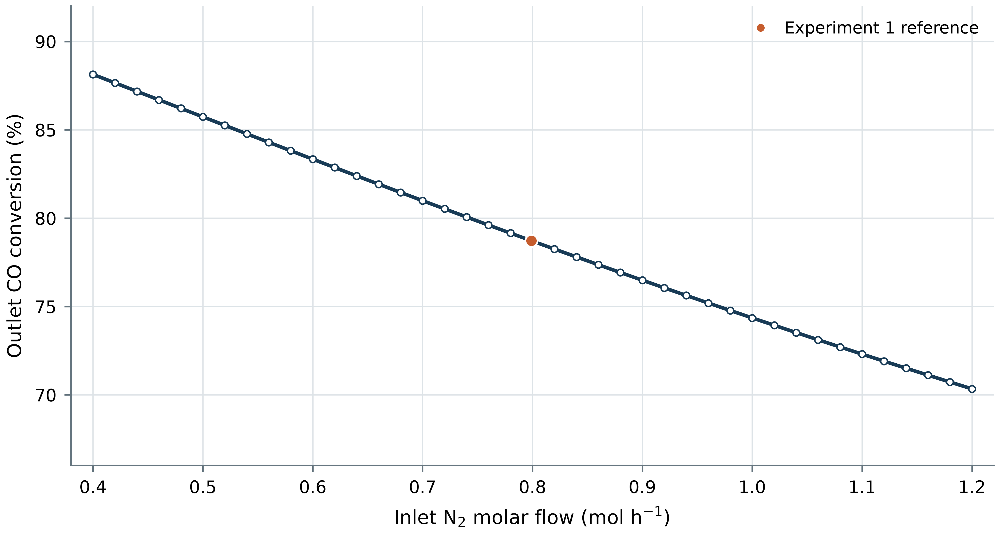 Experiment 1 reference
Outlet CO conversion (%)
90
85
80
75
70
0.4 0.5 0.6 0.7 0.8 0.9 1.0 1.1 1.2
Inlet N₂ molar flow (mol h⁻¹)